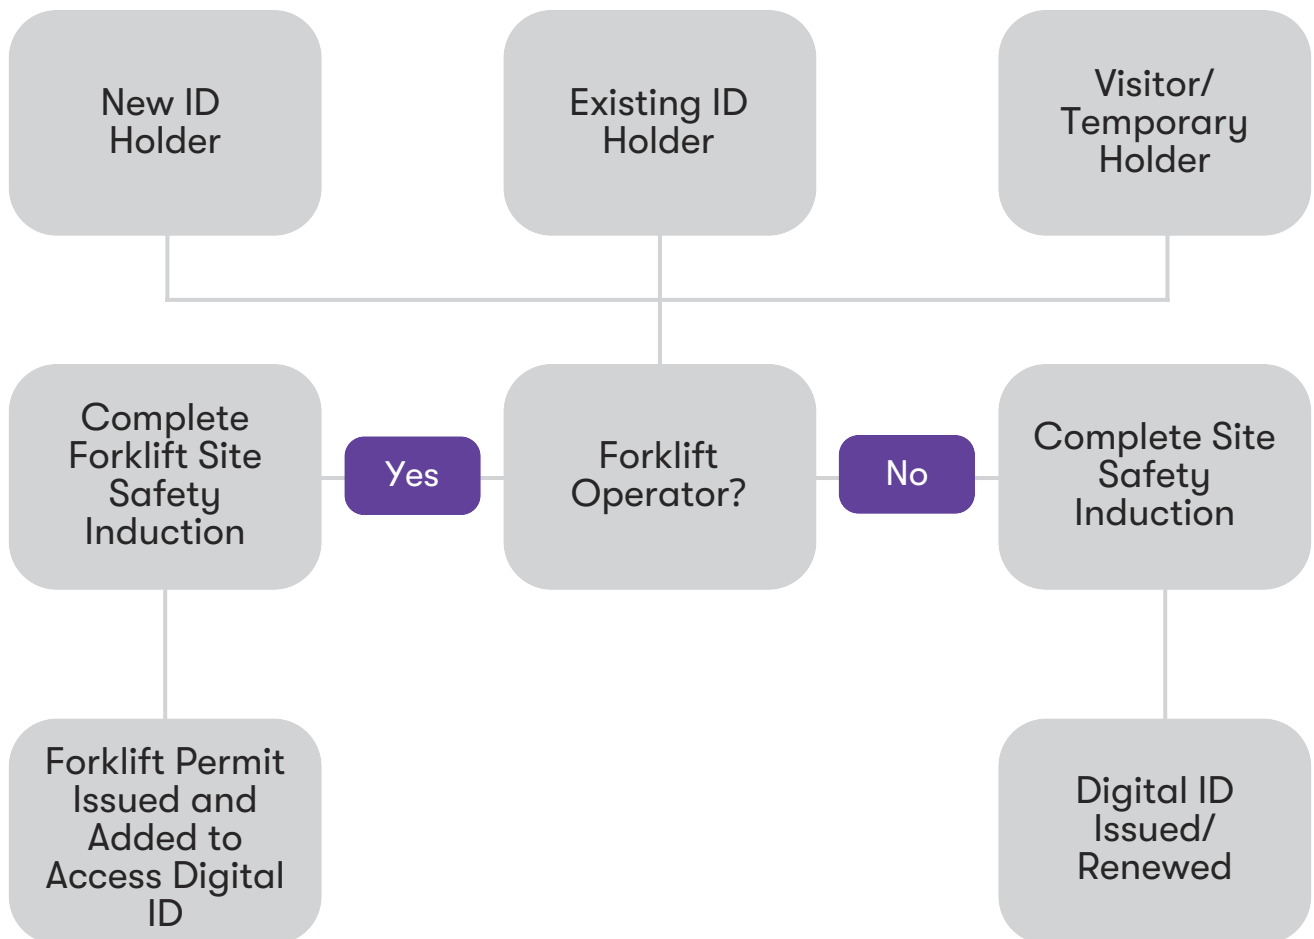 New ID
Holder
Existing ID
Holder
Visitor/
Temporary
Holder
Complete
Forklift Site
Safety
Induction
Yes
Forklift
Operator?
No
Complete Site
Safety
Induction
Forklift Permit
Issued and
Added to
Access Digital
ID
Digital ID
Issued/
Renewed